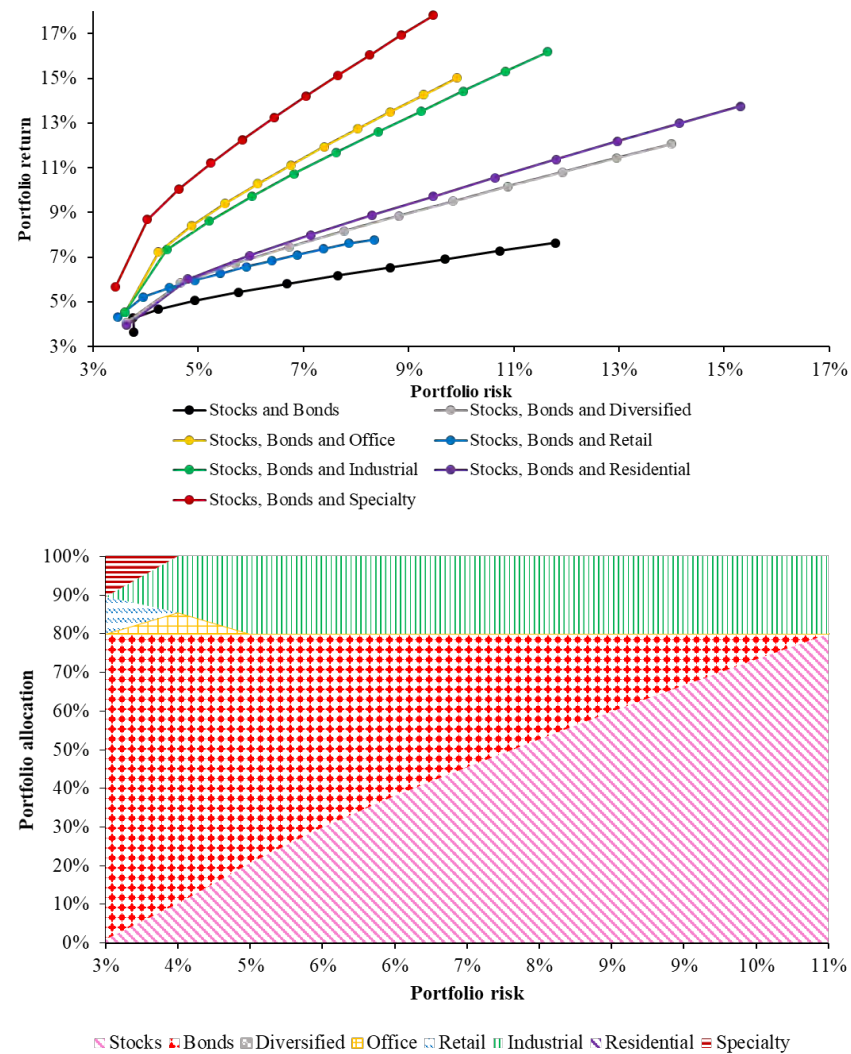 Portfolio return
17%
15%
13%
11%
9%
7%
5%
3%
3% 5% 7% 9% 11% 13% 15% 17%
Portfolio risk
Stocks and Bonds
Stocks, Bonds and Diversified
Stocks, Bonds and Office
Stocks, Bonds and Retail
Stocks, Bonds and Industrial
Stocks, Bonds and Residential
Stocks, Bonds and Specialty
Portfolio allocation
100%
90%
80%
70%
60%
50%
40%
30%
20%
10%
0%
3% 4% 5% 6% 6% 7% 8% 9% 9% 10% 11%
Portfolio risk
Stocks Bonds Diversified Office Retail Industrial Residential Specialty